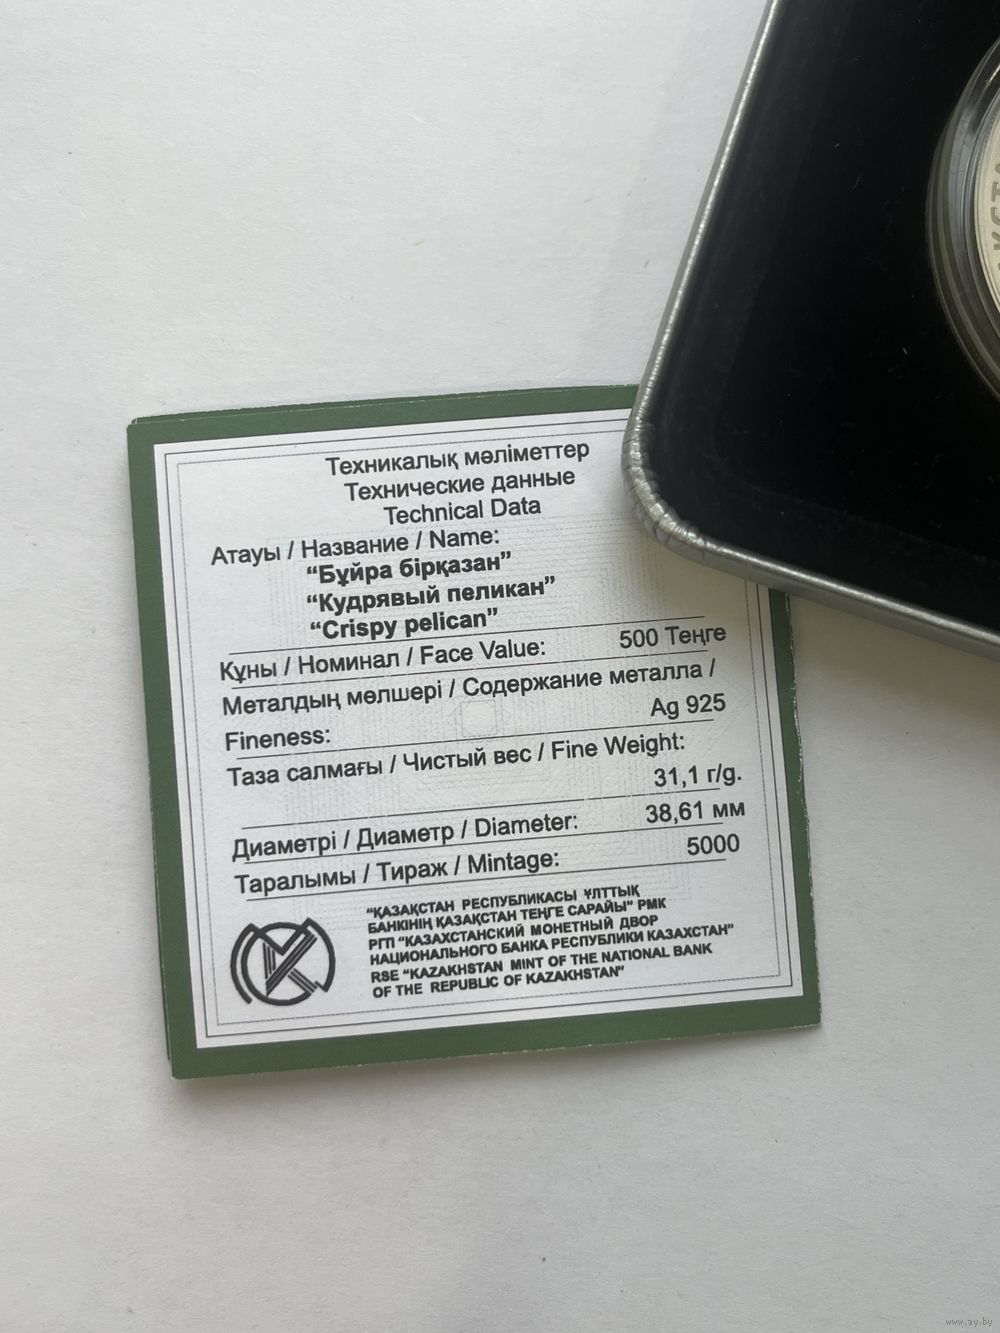 Техникалық мәліметтер
Технические данные
Technical Data
Атауы / Название / Name:
“Бұйра бірқазан”
“Кудрявый пеликан”
“Crispy pelican”
Құны / Номинал / Face Value: 500 Теңге
Металдың мөлшері / Содержание металла /
Fineness: Ag 925
Таза салмағы / Чистый вес / Fine Weight:
31,1 г/g.
Диаметрі / Диаметр / Diameter: 38,61 мм
Таралымы / Тираж / Mintage: 5000
“ҚАЗАҚСТАН РЕСПУБЛИКАСЫ ҰЛТТЫҚ
БАНКІНІҢ ҚАЗАҚСТАН ТЕҢГЕ САРАЙЫ” РМК
РГП “КАЗАХСТАНСКИЙ МОНЕТНЫЙ ДВОР
НАЦИОНАЛЬНОГО БАНКА РЕСПУБЛИКИ КАЗАХСТАН”
RSE “KAZAKHSTAN MINT OF THE NATIONAL BANK
OF THE REPUBLIC OF KAZAKHSTAN”
www.ay.by